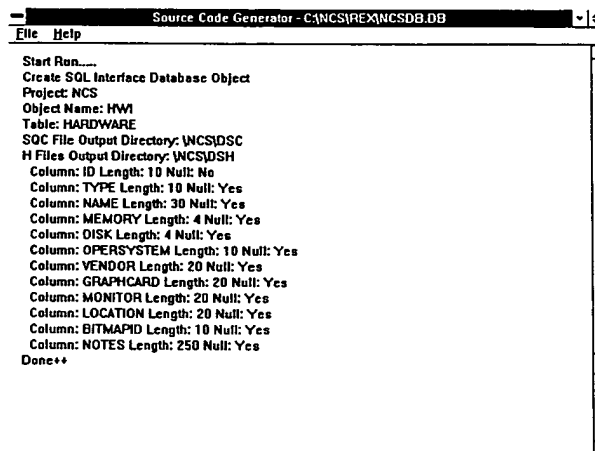 Source Code Generator - C:\NCS\REX\NCSDB.DB
File Help
Start Run.....
Create SQL Interface Database Object
Project: NCS
Object Name: HWI
Table: HARDWARE
SQC File Output Directory: \NCS\DSC
H Files Output Directory: \NCS\DSH
Column: ID Length: 10 Null: No
Column: TYPE Length: 10 Null: Yes
Column: NAME Length: 30 Null: Yes
Column: MEMORY Length: 4 Null: Yes
Column: DISK Length: 4 Null: Yes
Column: OPERSYSTEM Length: 10 Null: Yes
Column: VENDOR Length: 20 Null: Yes
Column: GRAPHCARD Length: 20 Null: Yes
Column: MONITOR Length: 20 Null: Yes
Column: LOCATION Length: 20 Null: Yes
Column: BITMAPID Length: 10 Null: Yes
Column: NOTES Length: 250 Null: Yes
Done++